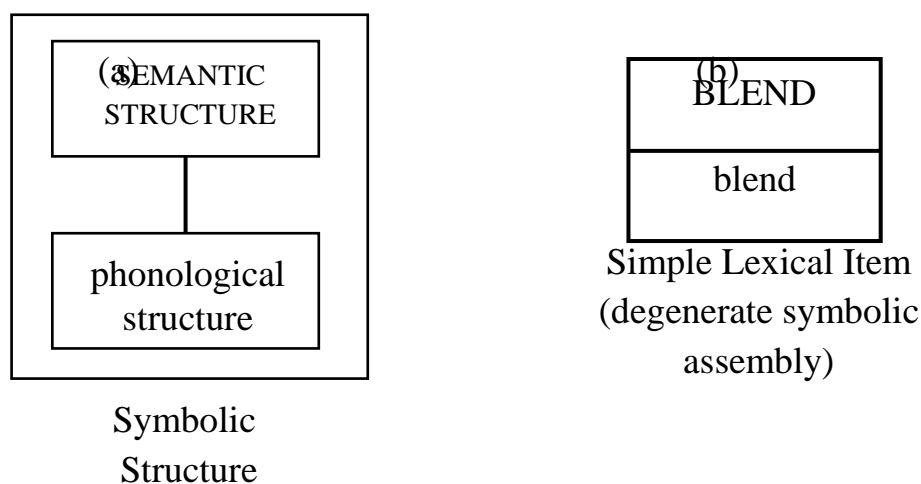 (a)
SEMANTIC
STRUCTURE
phonological
structure
Symbolic
Structure
(b)
BLEND
blend
Simple Lexical Item
(degenerate symbolic
assembly)